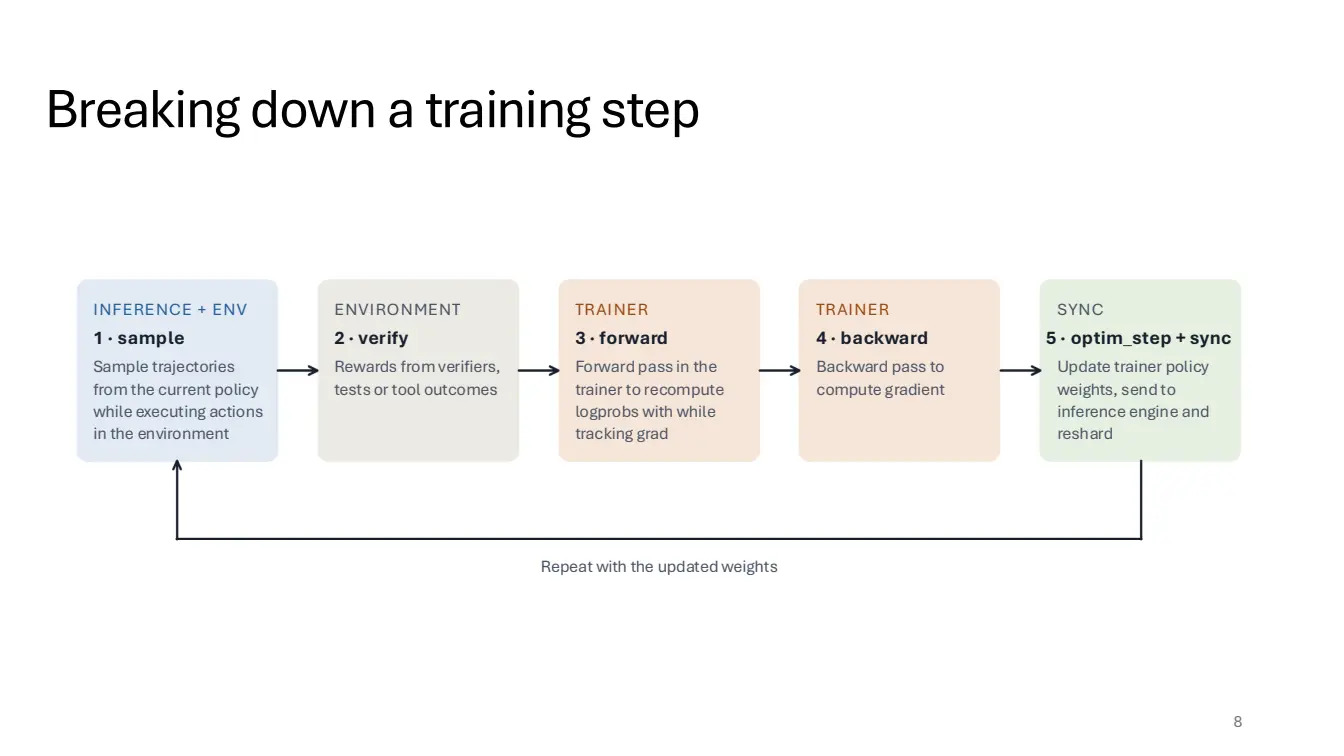 Breaking down a training step
INFERENCE + ENV
1 · sample
Sample trajectories
from the current policy
while executing actions
in the environment
ENVIRONMENT
2 · verify
Rewards from verifiers,
tests or tool outcomes
TRAINER
3 · forward
Forward pass in the
trainer to recompute
logprobs with while
tracking grad
TRAINER
4 · backward
Backward pass to
compute gradient
SYNC
5 · optim_step + sync
Update trainer policy
weights, send to
inference engine and
reshard
Repeat with the updated weights
8